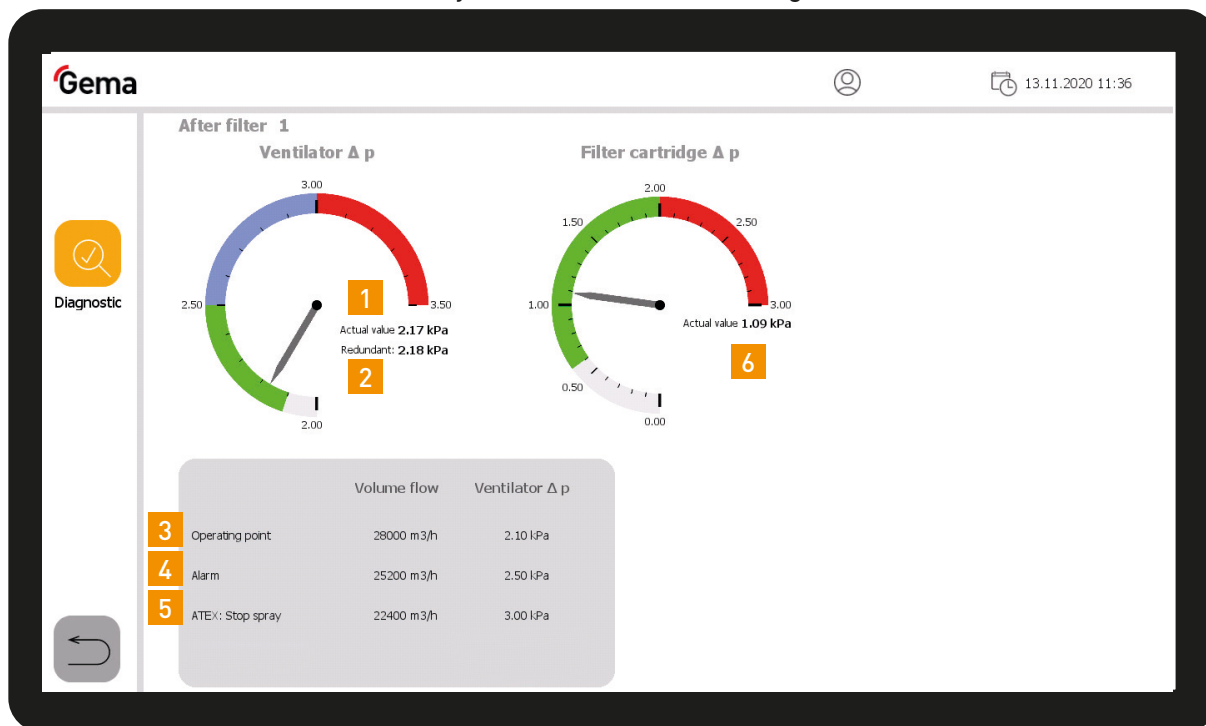 Gema
13.11.2020 11:36
After filter 1
Ventilator Δ p
Filter cartridge Δ p
3.00
2.50
3.50
2.00
1
Actual value 2.17 kPa
Redundant: 2.18 kPa
2
2.00
1.50
2.50
1.00
3.00
0.50
0.00
Actual value 1.09 kPa
6
Diagnostic
Volume flow Ventilator Δ p
3 Operating point 28000 m3/h 2.10 kPa
4 Alarm 25200 m3/h 2.50 kPa
5 ATEX: Stop spray 22400 m3/h 3.00 kPa